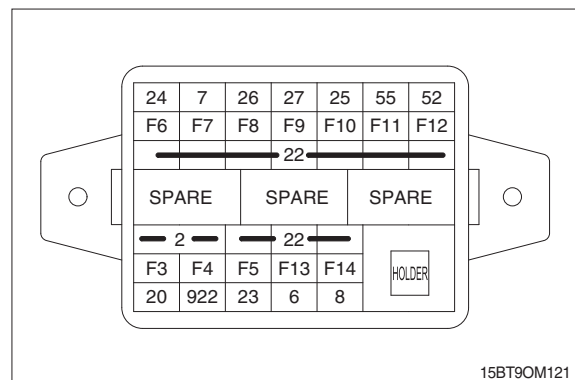 24 7 26 27 25 55 52
F6 F7 F8 F9 F10 F11 F12
22
SPARE SPARE SPARE
2 22
F3 F4 F5 F13 F14
HOLDER
20 922 23 6 8
15BT9OM121